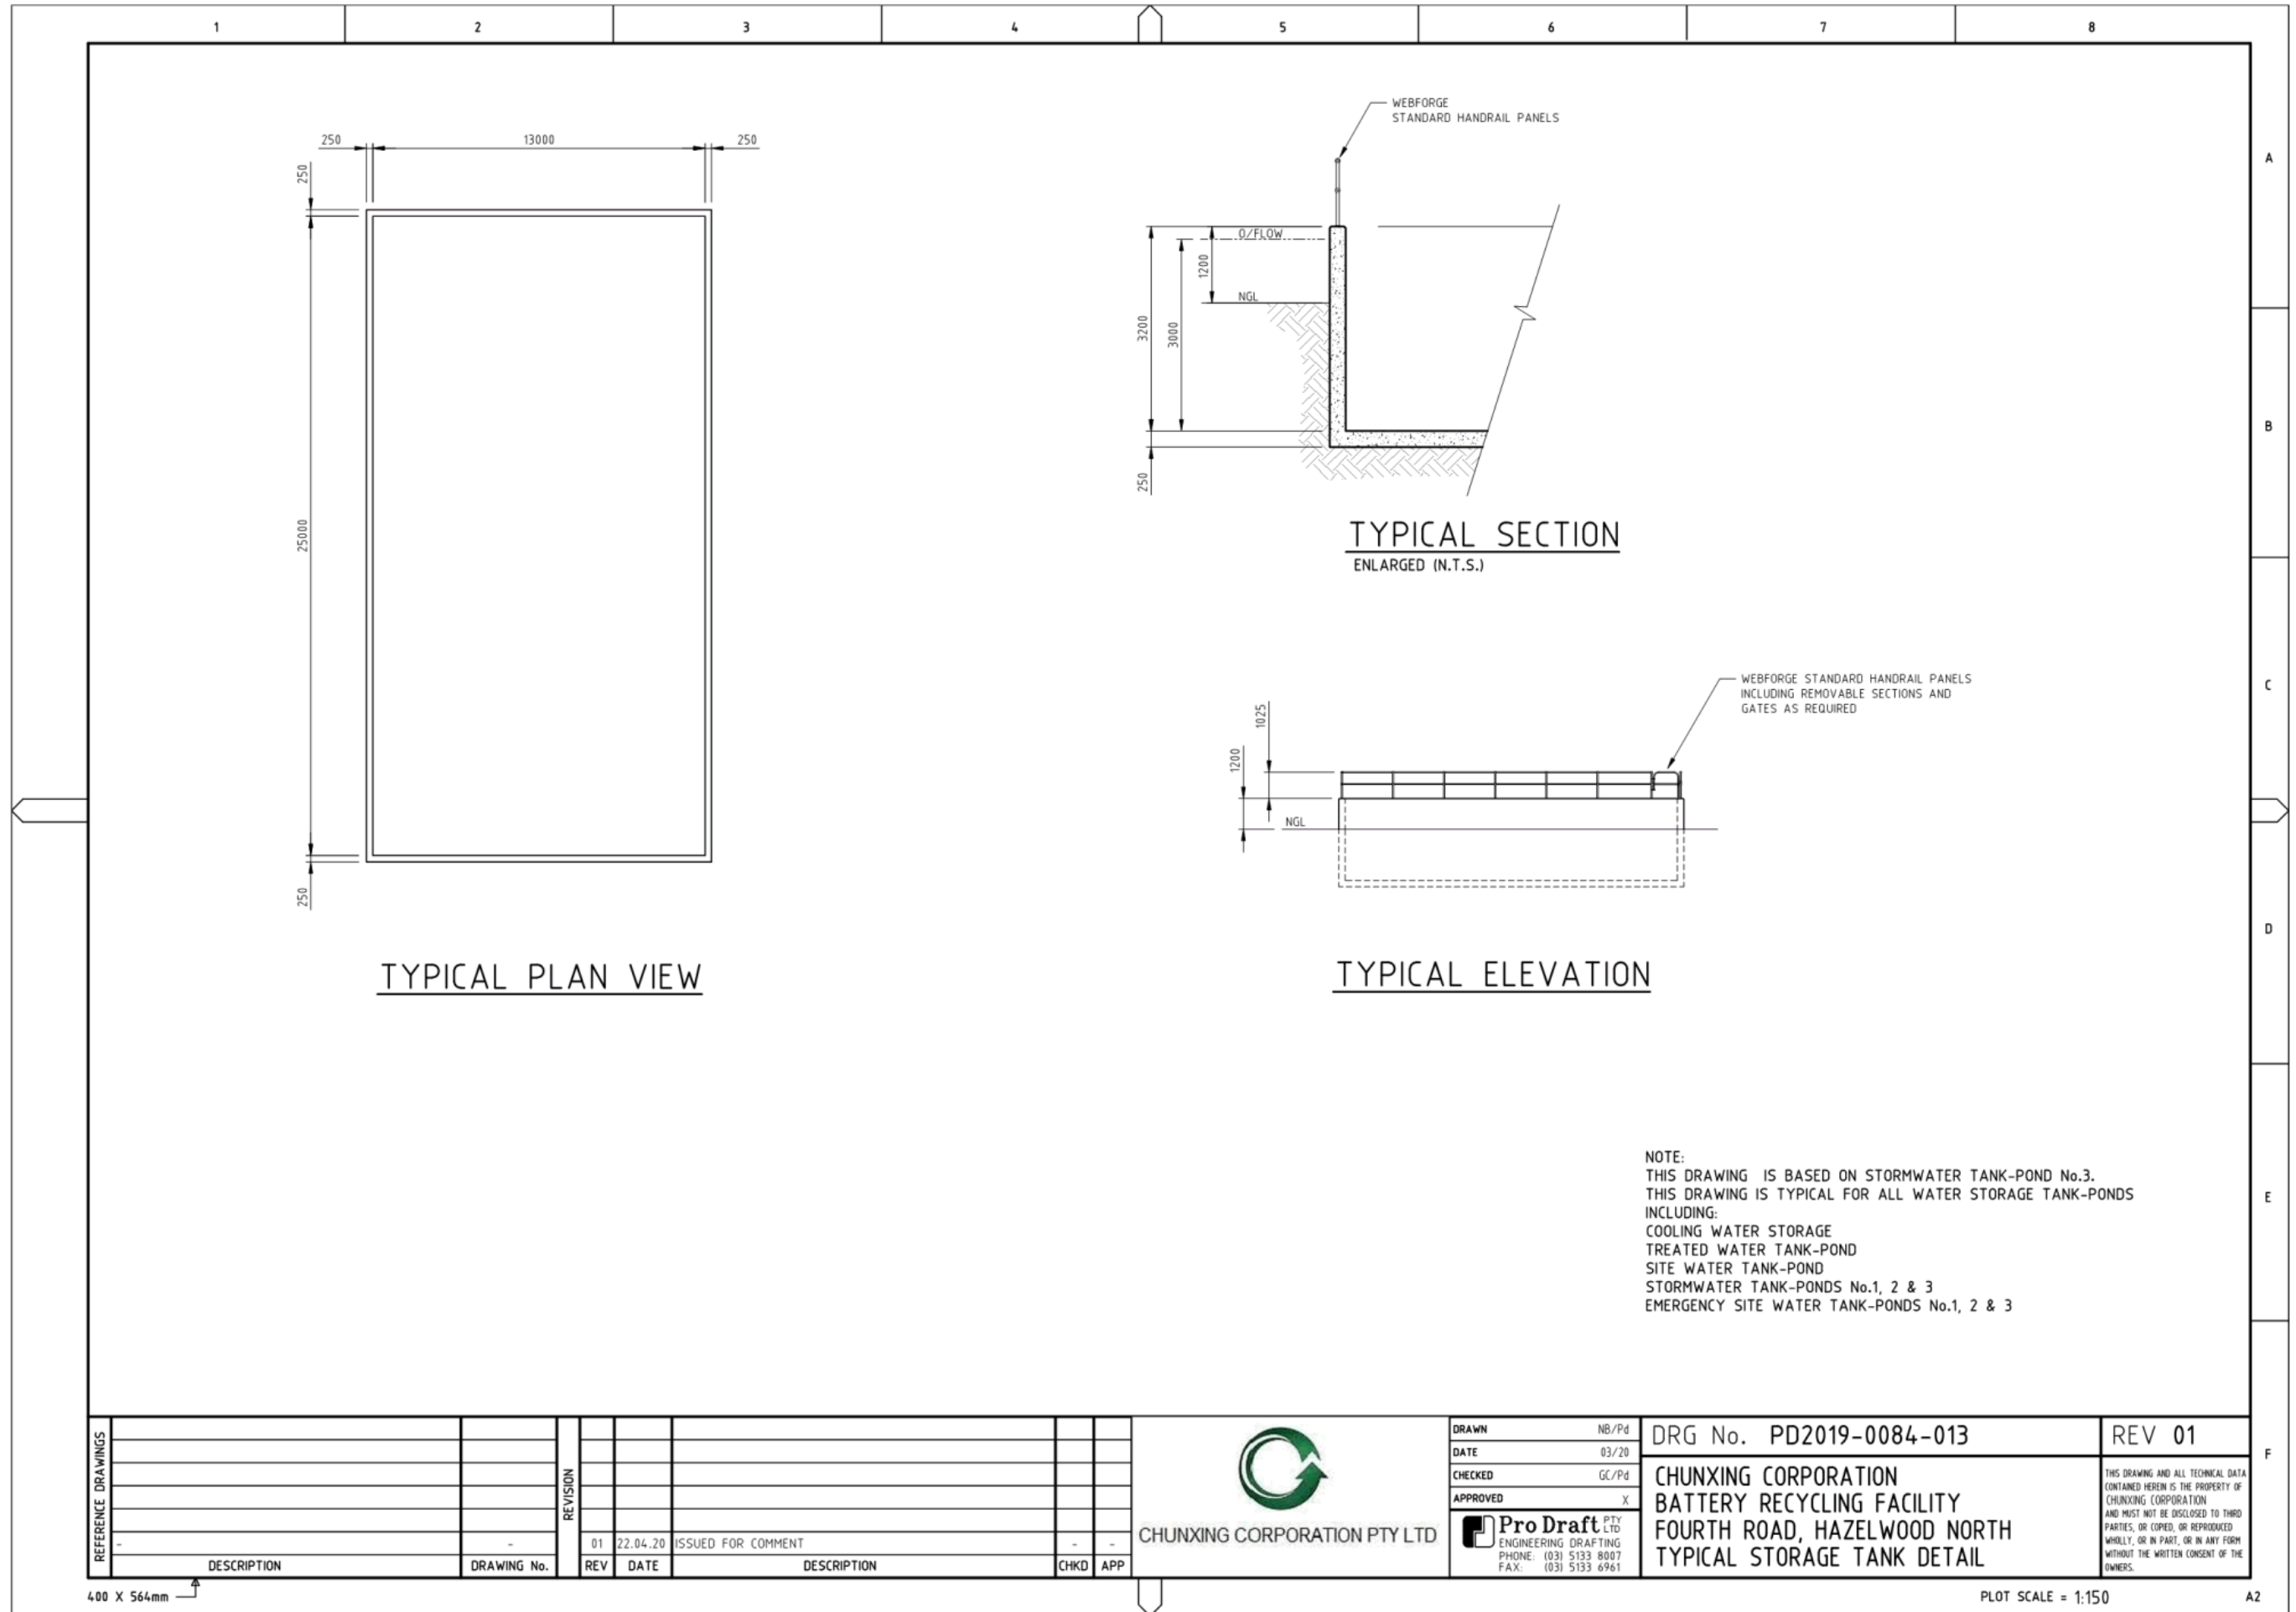 1 2 3 4 5 6 7 8
A
B
C
D
E
F
250 13000 250
250
25000
250
TYPICAL PLAN VIEW
WEBFORGE
STANDARD HANDRAIL PANELS
O/FLOW
1200
NGL
3200
3000
250
TYPICAL SECTION
ENLARGED (N.T.S.)
WEBFORGE STANDARD HANDRAIL PANELS
INCLUDING REMOVABLE SECTIONS AND
GATES AS REQUIRED
1025
1200
NGL
TYPICAL ELEVATION
NOTE:
THIS DRAWING IS BASED ON STORMWATER TANK-POND No.3.
THIS DRAWING IS TYPICAL FOR ALL WATER STORAGE TANK-PONDS
INCLUDING:
COOLING WATER STORAGE
TREATED WATER TANK-POND
SITE WATER TANK-POND
STORMWATER TANK-PONDS No.1, 2 & 3
EMERGENCY SITE WATER TANK-PONDS No.1, 2 & 3
REFERENCE DRAWINGS
- -
DESCRIPTION DRAWING No.
REVISION
01 22.04.20 ISSUED FOR COMMENT - -
REV DATE DESCRIPTION CHKD APP
CHUNXING CORPORATION PTY LTD
DRAWN NB/Pd
DATE 03/20
CHECKED GC/Pd
APPROVED X
Pro Draft PTY LTD
ENGINEERING DRAFTING
PHONE: (03) 5133 8007
FAX: (03) 5133 6961
DRG No. PD2019-0084-013
REV 01
CHUNXING CORPORATION
BATTERY RECYCLING FACILITY
FOURTH ROAD, HAZELWOOD NORTH
TYPICAL STORAGE TANK DETAIL
THIS DRAWING AND ALL TECHNICAL DATA
CONTAINED HEREIN IS THE PROPERTY OF
CHUNXING CORPORATION
AND MUST NOT BE DISCLOSED TO THIRD
PARTIES, OR COPIED, OR REPRODUCED
WHOLLY, OR IN PART, OR IN ANY FORM
WITHOUT THE WRITTEN CONSENT OF THE
OWNERS.
400 X 564mm
PLOT SCALE = 1:150
A2